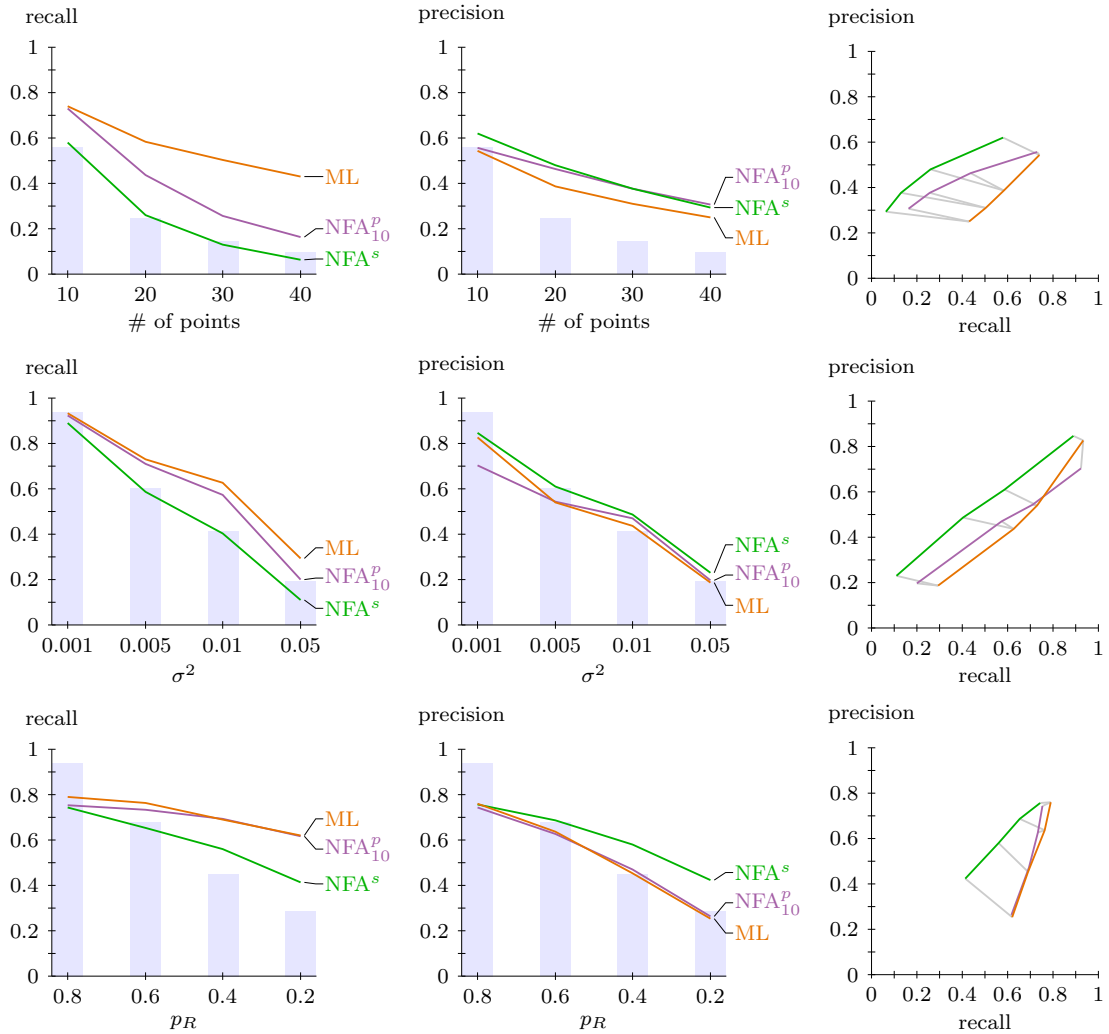 recall
1
0.8
0.6
0.4
0.2
0
10 20 30 40
# of points
ML
NFA$^p_{10}$
NFA$^s$
precision
1
0.8
0.6
0.4
0.2
0
10 20 30 40
# of points
NFA$^p_{10}$
NFA$^s$
ML
precision
1
0.8
0.6
0.4
0.2
0
0 0.2 0.4 0.6 0.8 1
recall
recall
1
0.8
0.6
0.4
0.2
0
0.001 0.005 0.01 0.05
σ²
ML
NFA$^p_{10}$
NFA$^s$
precision
1
0.8
0.6
0.4
0.2
0
0.001 0.005 0.01 0.05
σ²
NFA$^s$
NFA$^p_{10}$
ML
precision
1
0.8
0.6
0.4
0.2
0
0 0.2 0.4 0.6 0.8 1
recall
recall
1
0.8
0.6
0.4
0.2
0
0.8 0.6 0.4 0.2
$p_R$
ML
NFA$^p_{10}$
NFA$^s$
precision
1
0.8
0.6
0.4
0.2
0
0.8 0.6 0.4 0.2
$p_R$
NFA$^s$
NFA$^p_{10}$
ML
precision
1
0.8
0.6
0.4
0.2
0
0 0.2 0.4 0.6 0.8 1
recall